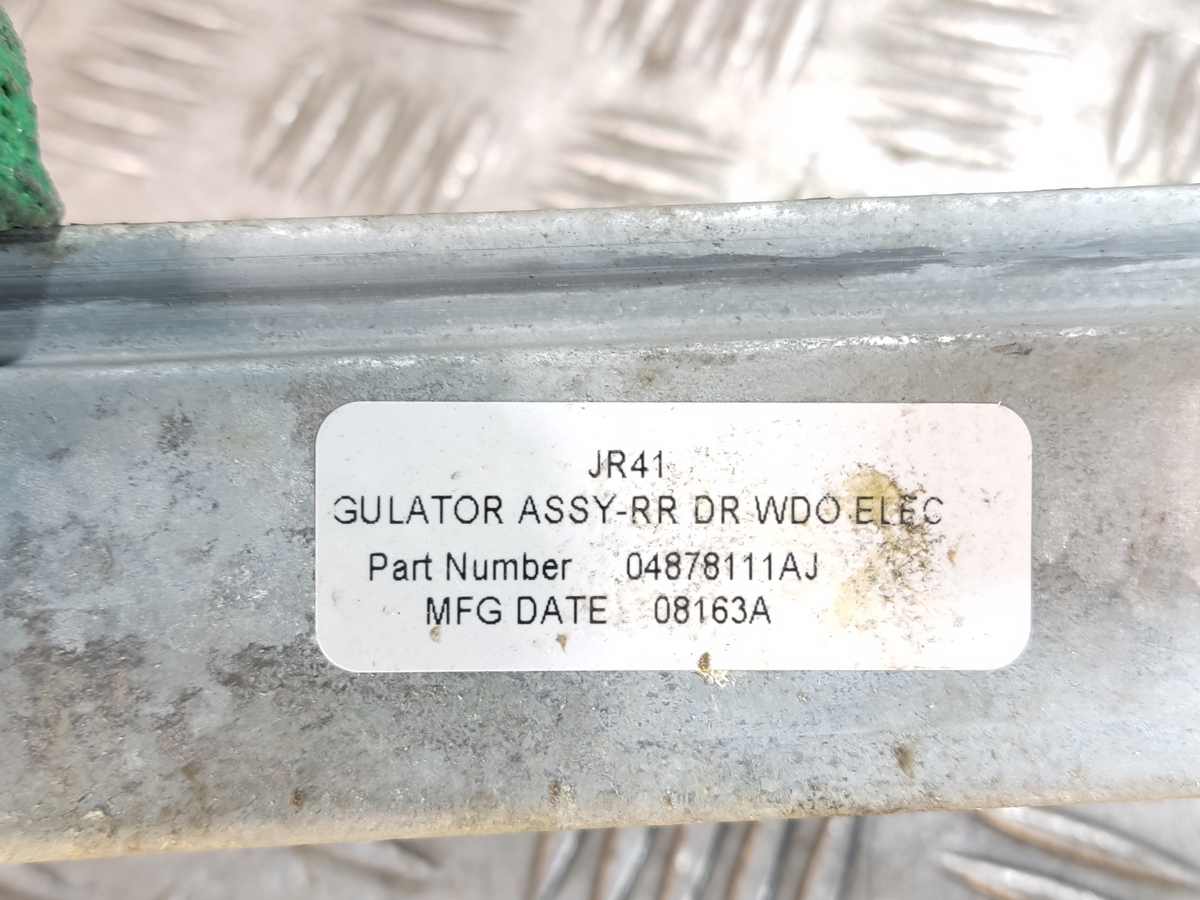 JR41
GULATOR ASSY-RR DR WDO ELEC
Part Number 04878111AJ
MFG DATE 08163A